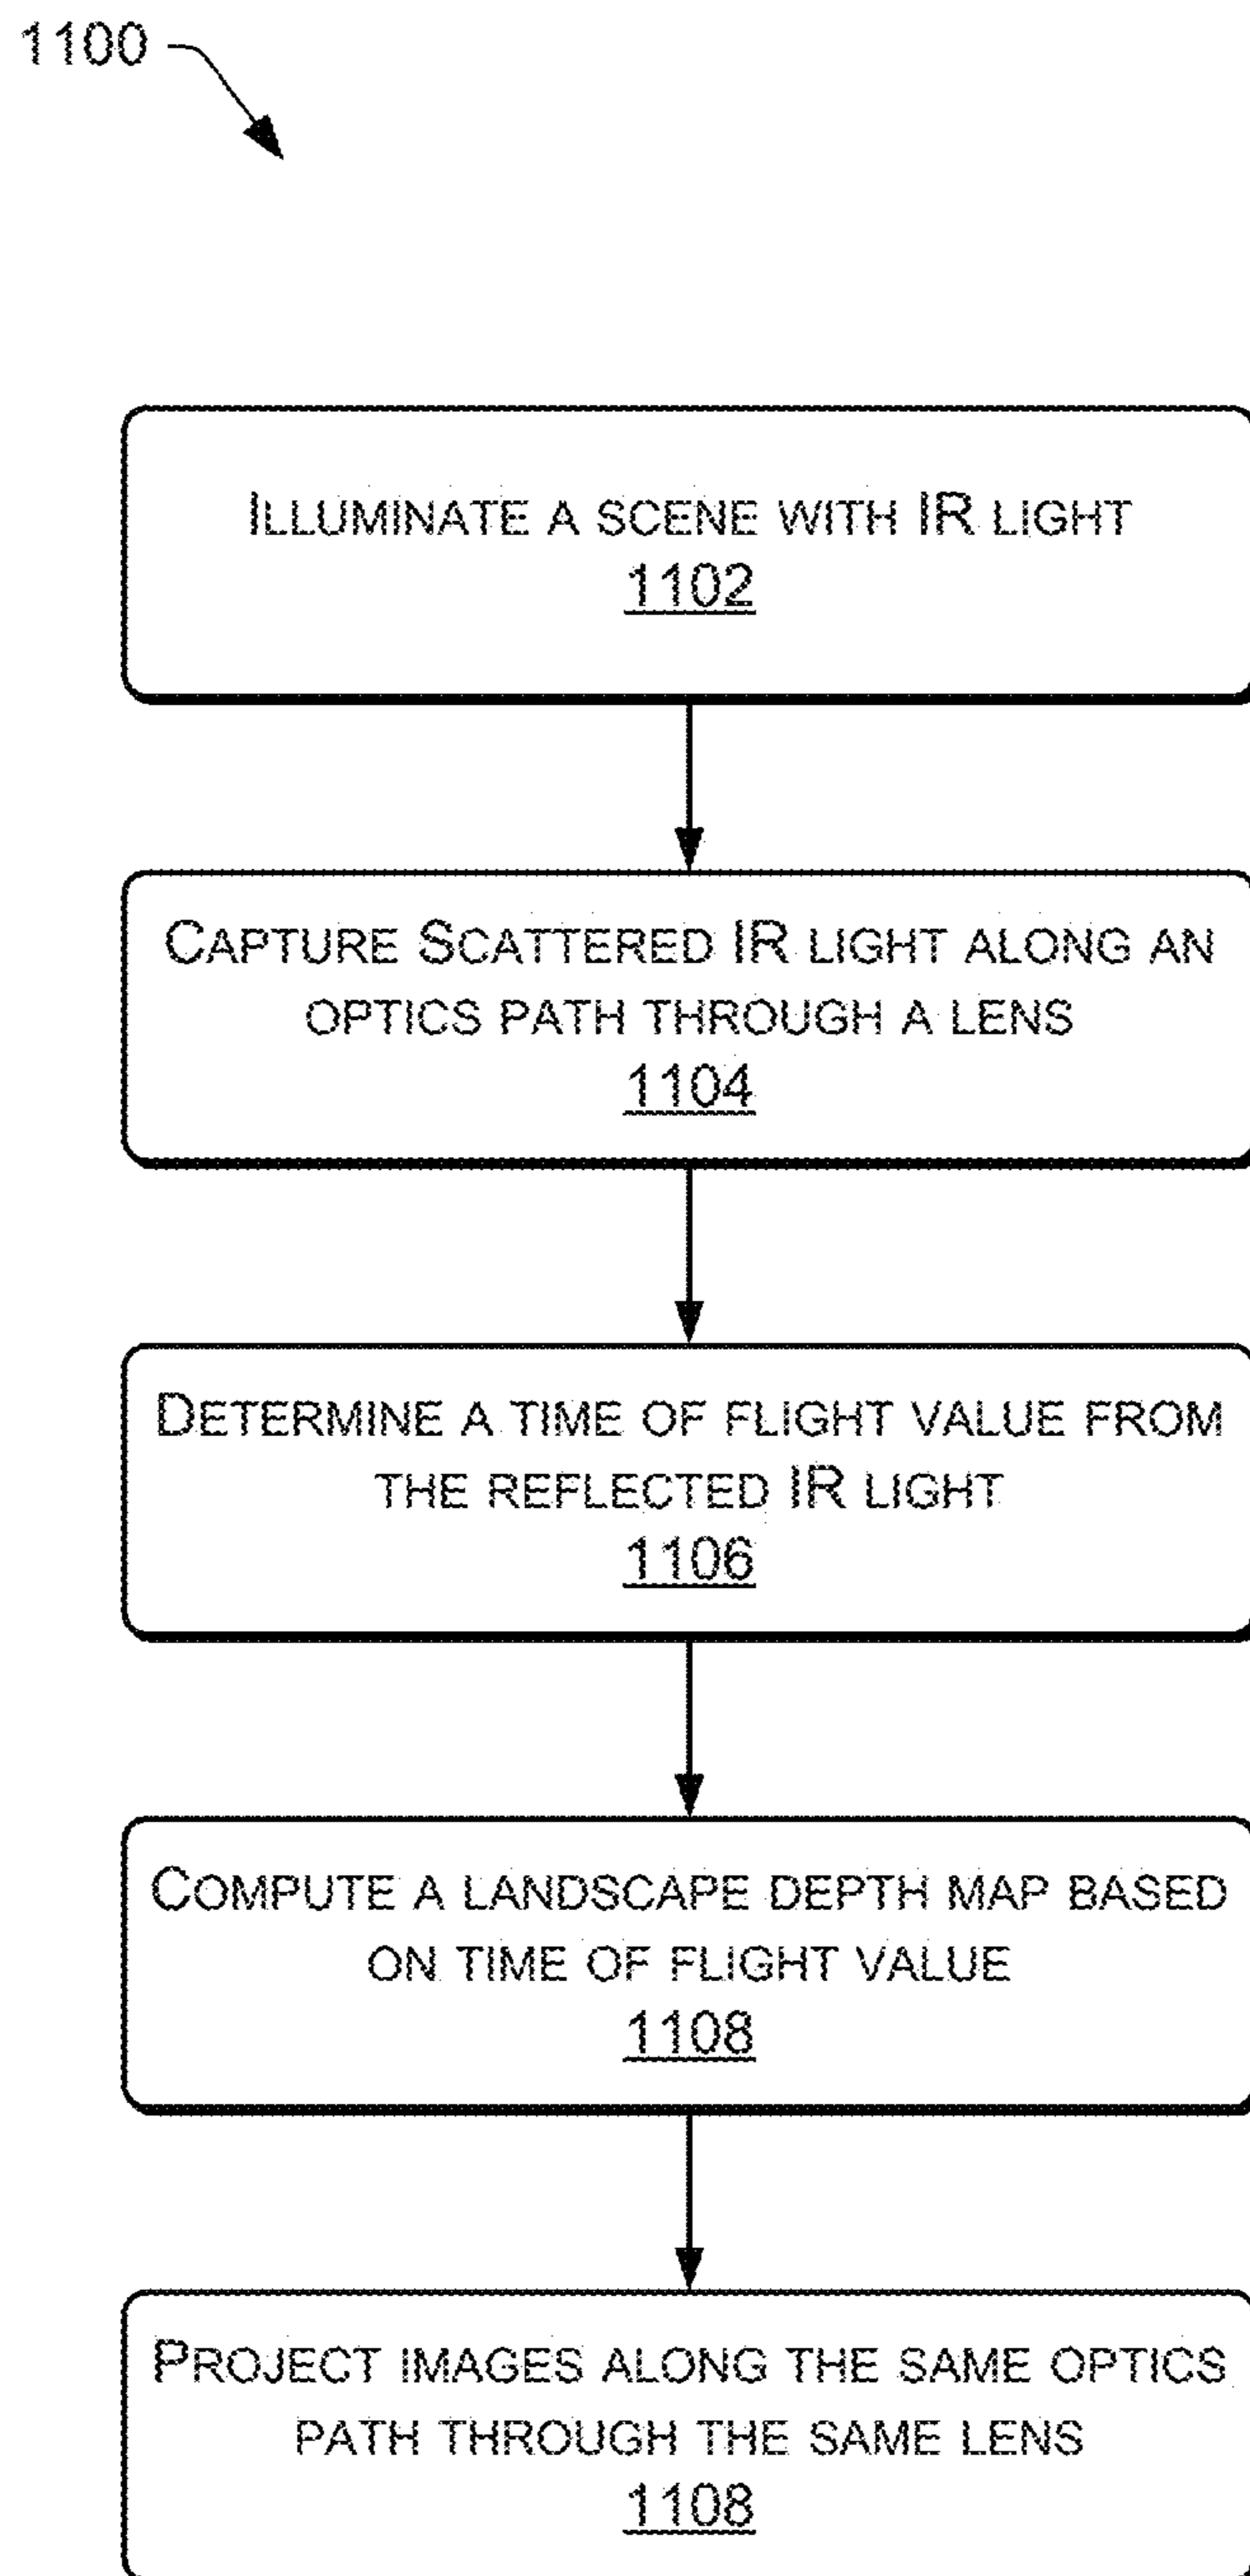 1100
ILLUMINATE A SCENE WITH IR LIGHT
1102
CAPTURE SCATTERED IR LIGHT ALONG AN
OPTICS PATH THROUGH A LENS
1104
DETERMINE A TIME OF FLIGHT VALUE FROM
THE REFLECTED IR LIGHT
1106
COMPUTE A LANDSCAPE DEPTH MAP BASED
ON TIME OF FLIGHT VALUE
1108
PROJECT IMAGES ALONG THE SAME OPTICS
PATH THROUGH THE SAME LENS
1108